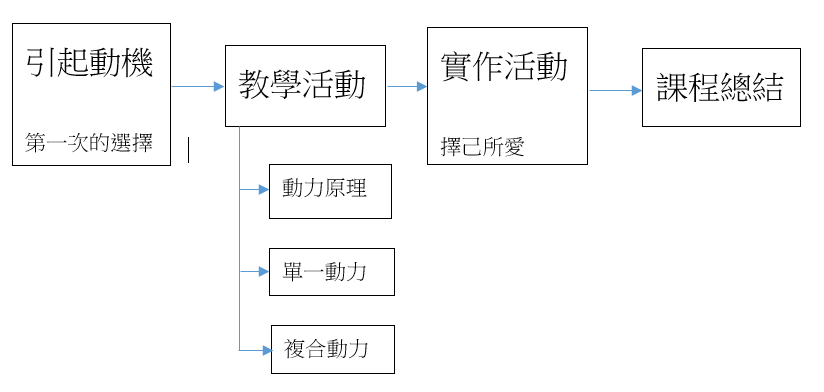 引起動機
第一次的選擇
教學活動
動力原理
單一動力
複合動力
實作活動
擇己所愛
課程總結